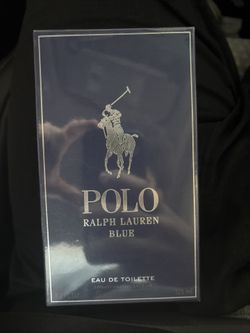 POLO
RALPH LAUREN
BLUE
EAU DE TOILETTE